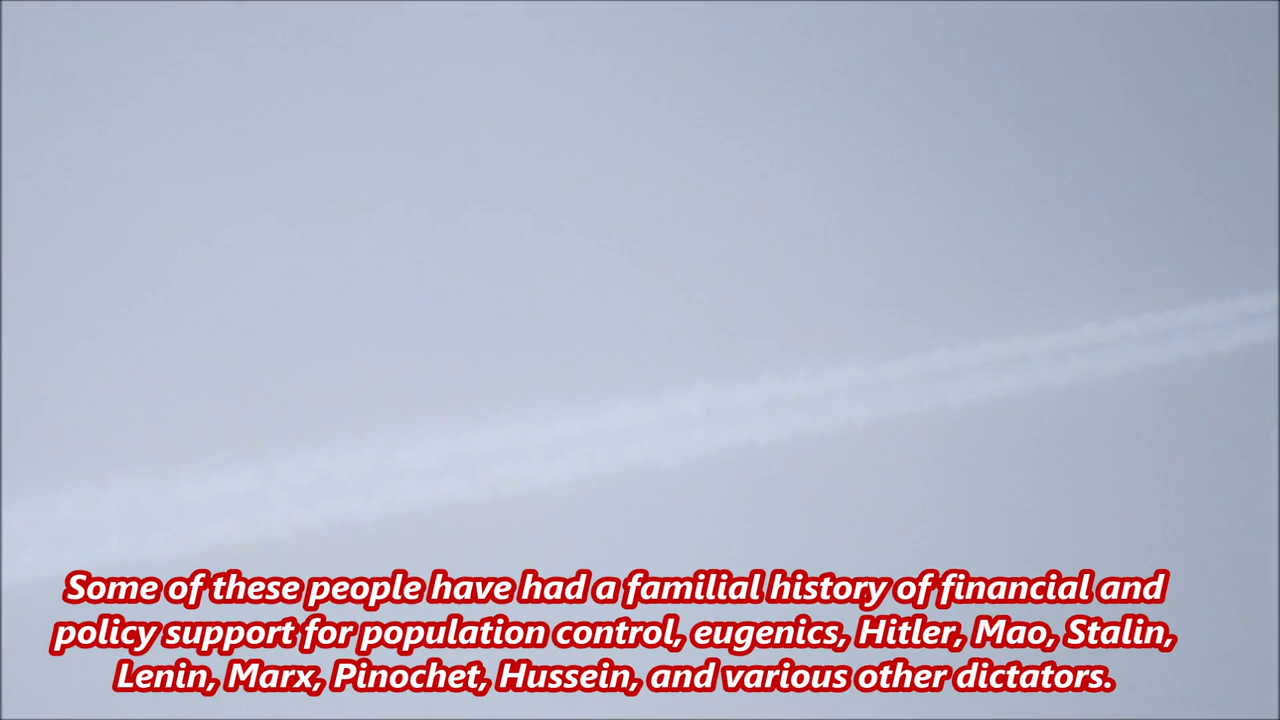 Some of these people have had a familial history of financial and
policy support for population control, eugenics, Hitler, Mao, Stalin,
Lenin, Marx, Pinochet, Hussein, and various other dictators.